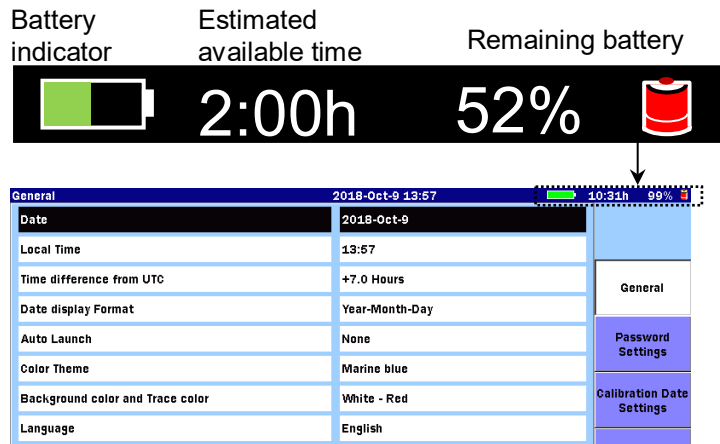 Battery indicator
Estimated available time
Remaining battery
2:00h 52%
General 2018-Oct-9 13:57 10:31h 99%
Date 2018-Oct-9
Local Time 13:57
Time difference from UTC +7.0 Hours
General
Date display Format Year-Month-Day
Auto Launch None
Password Settings
Color Theme Marine blue
Background color and Trace color White - Red
Calibration Date Settings
Language English